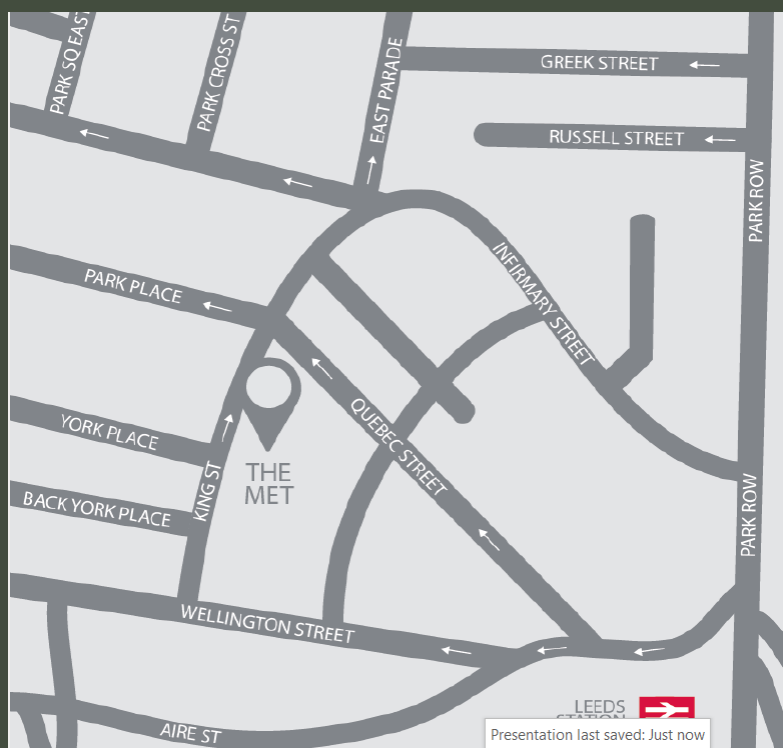 PARK SQ EAST
PARK CROSS ST
EAST PARADE
GREEK STREET
RUSSELL STREET
PARK ROW
INFIRMARY STREET
PARK PLACE
QUEBEC STREET
YORK PLACE
KING ST
THE
MET
BACK YORK PLACE
PARK ROW
WELLINGTON STREET
AIRE ST
LEEDS
STATION
Presentation last saved: Just now